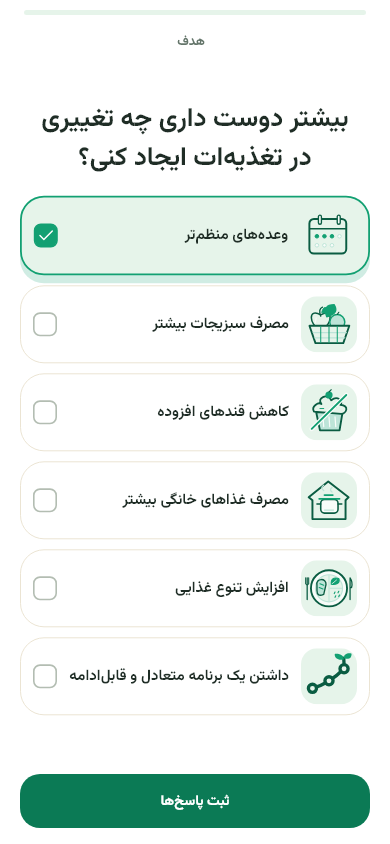 هدف
بیشتر دوست داری چه تغییری
در تغذیه‌ات ایجاد کنی؟
وعده‌های منظم‌تر
مصرف سبزیجات بیشتر
کاهش قندهای افزوده
مصرف غذاهای خانگی بیشتر
افزایش تنوع غذایی
داشتن یک برنامه متعادل و قابل‌ادامه
ثبت پاسخ‌ها